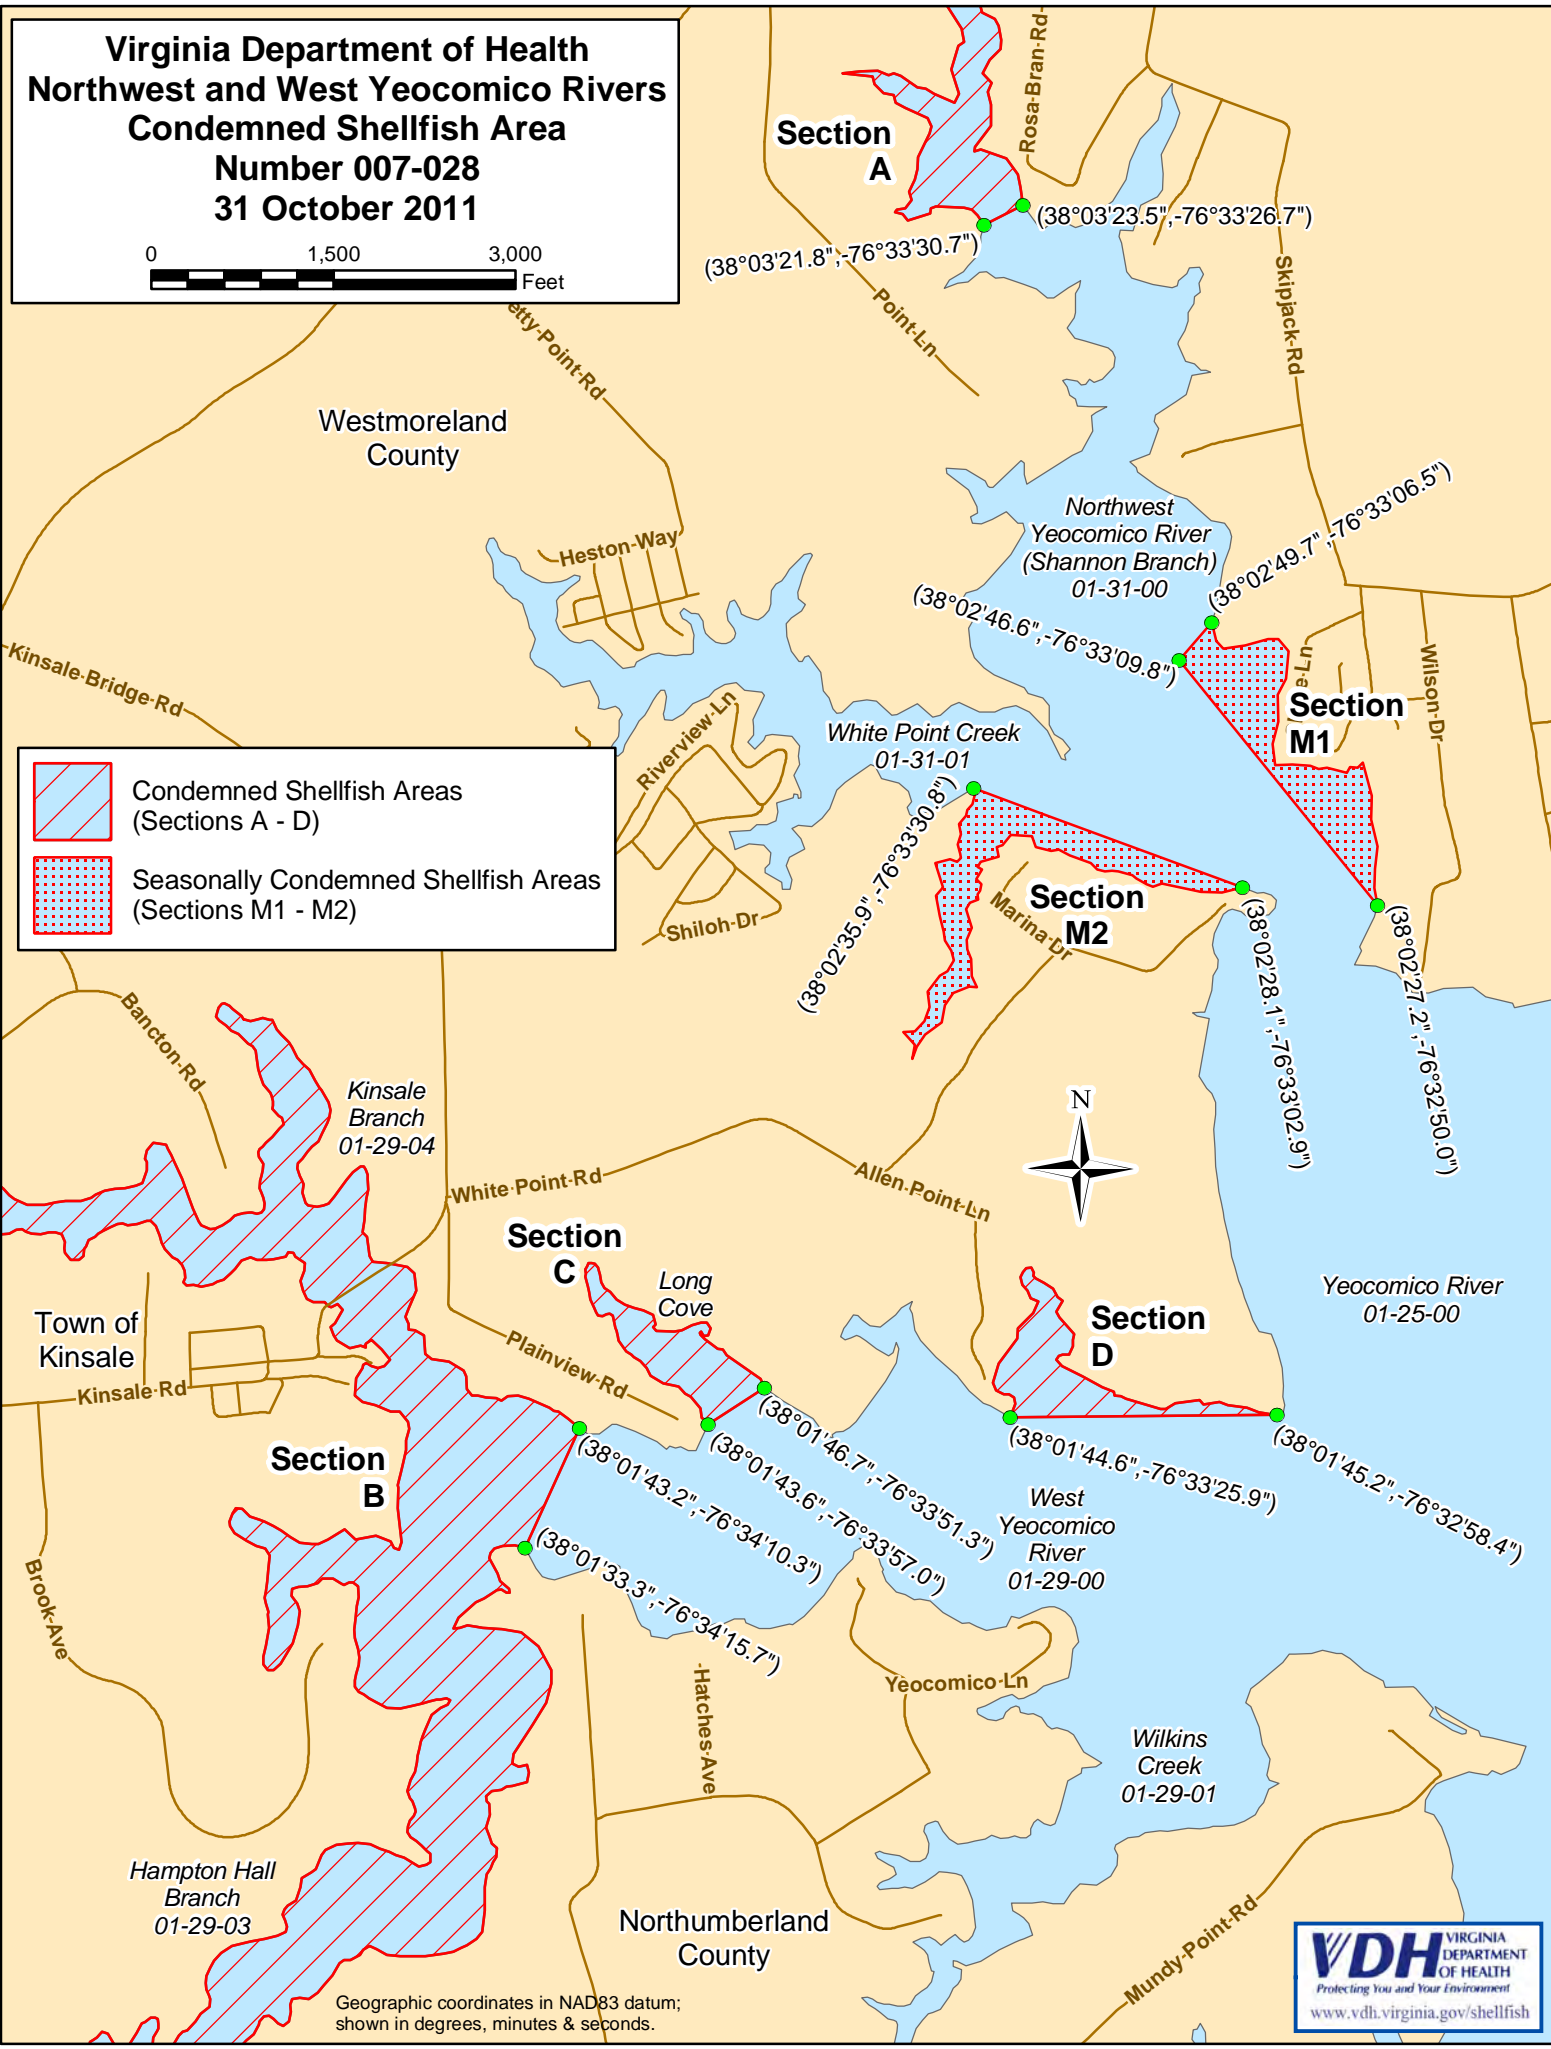 Virginia Department of Health
Northwest and West Yeocomico Rivers
Condemned Shellfish Area
Number 007-028
31 October 2011
0 1,500 3,000
Feet
Section
A
Rosa Bran Rd
(38°03'23.5",-76°33'26.7")
(38°03'21.8",-76°33'30.7")
Point Ln
Skipjack Rd
etty Point Rd
Westmoreland
County
Northwest
Yeocomico River
(Shannon Branch)
01-31-00
(38°02'49.7",-76°33'06.5")
(38°02'46.6",-76°33'09.8")
Heston Way
Kinsale Bridge Rd
Riverview Ln
White Point Creek
01-31-01
e Ln
Wilson Dr
Section
M1
Condemned Shellfish Areas
(Sections A - D)
Seasonally Condemned Shellfish Areas
(Sections M1 - M2)
(38°02'35.9",-76°33'30.8")
Section
M2
Marina Dr
Shiloh Dr
(38°02'28.1",-76°33'02.9")
(38°02'27.2",-76°32'50.0")
Bancton Rd
Kinsale
Branch
01-29-04
N
White Point Rd
Allen Point Ln
Section
C
Long
Cove
Section
D
Yeocomico River
01-25-00
Town of
Kinsale
Kinsale Rd
Plainview Rd
(38°01'46.7",-76°33'51.3")
(38°01'43.6",-76°33'57.0")
(38°01'43.2",-76°34'10.3")
(38°01'33.3",-76°34'15.7")
(38°01'44.6",-76°33'25.9")
(38°01'45.2",-76°32'58.4")
Section
B
West
Yeocomico
River
01-29-00
Brook Ave
Hatches Ave
Yeocomico Ln
Wilkins
Creek
01-29-01
Hampton Hall
Branch
01-29-03
Northumberland
County
Mundy Point Rd
Geographic coordinates in NAD83 datum;
shown in degrees, minutes & seconds.
VDH VIRGINIA
DEPARTMENT
OF HEALTH
Protecting You and Your Environment
www.vdh.virginia.gov/shellfish